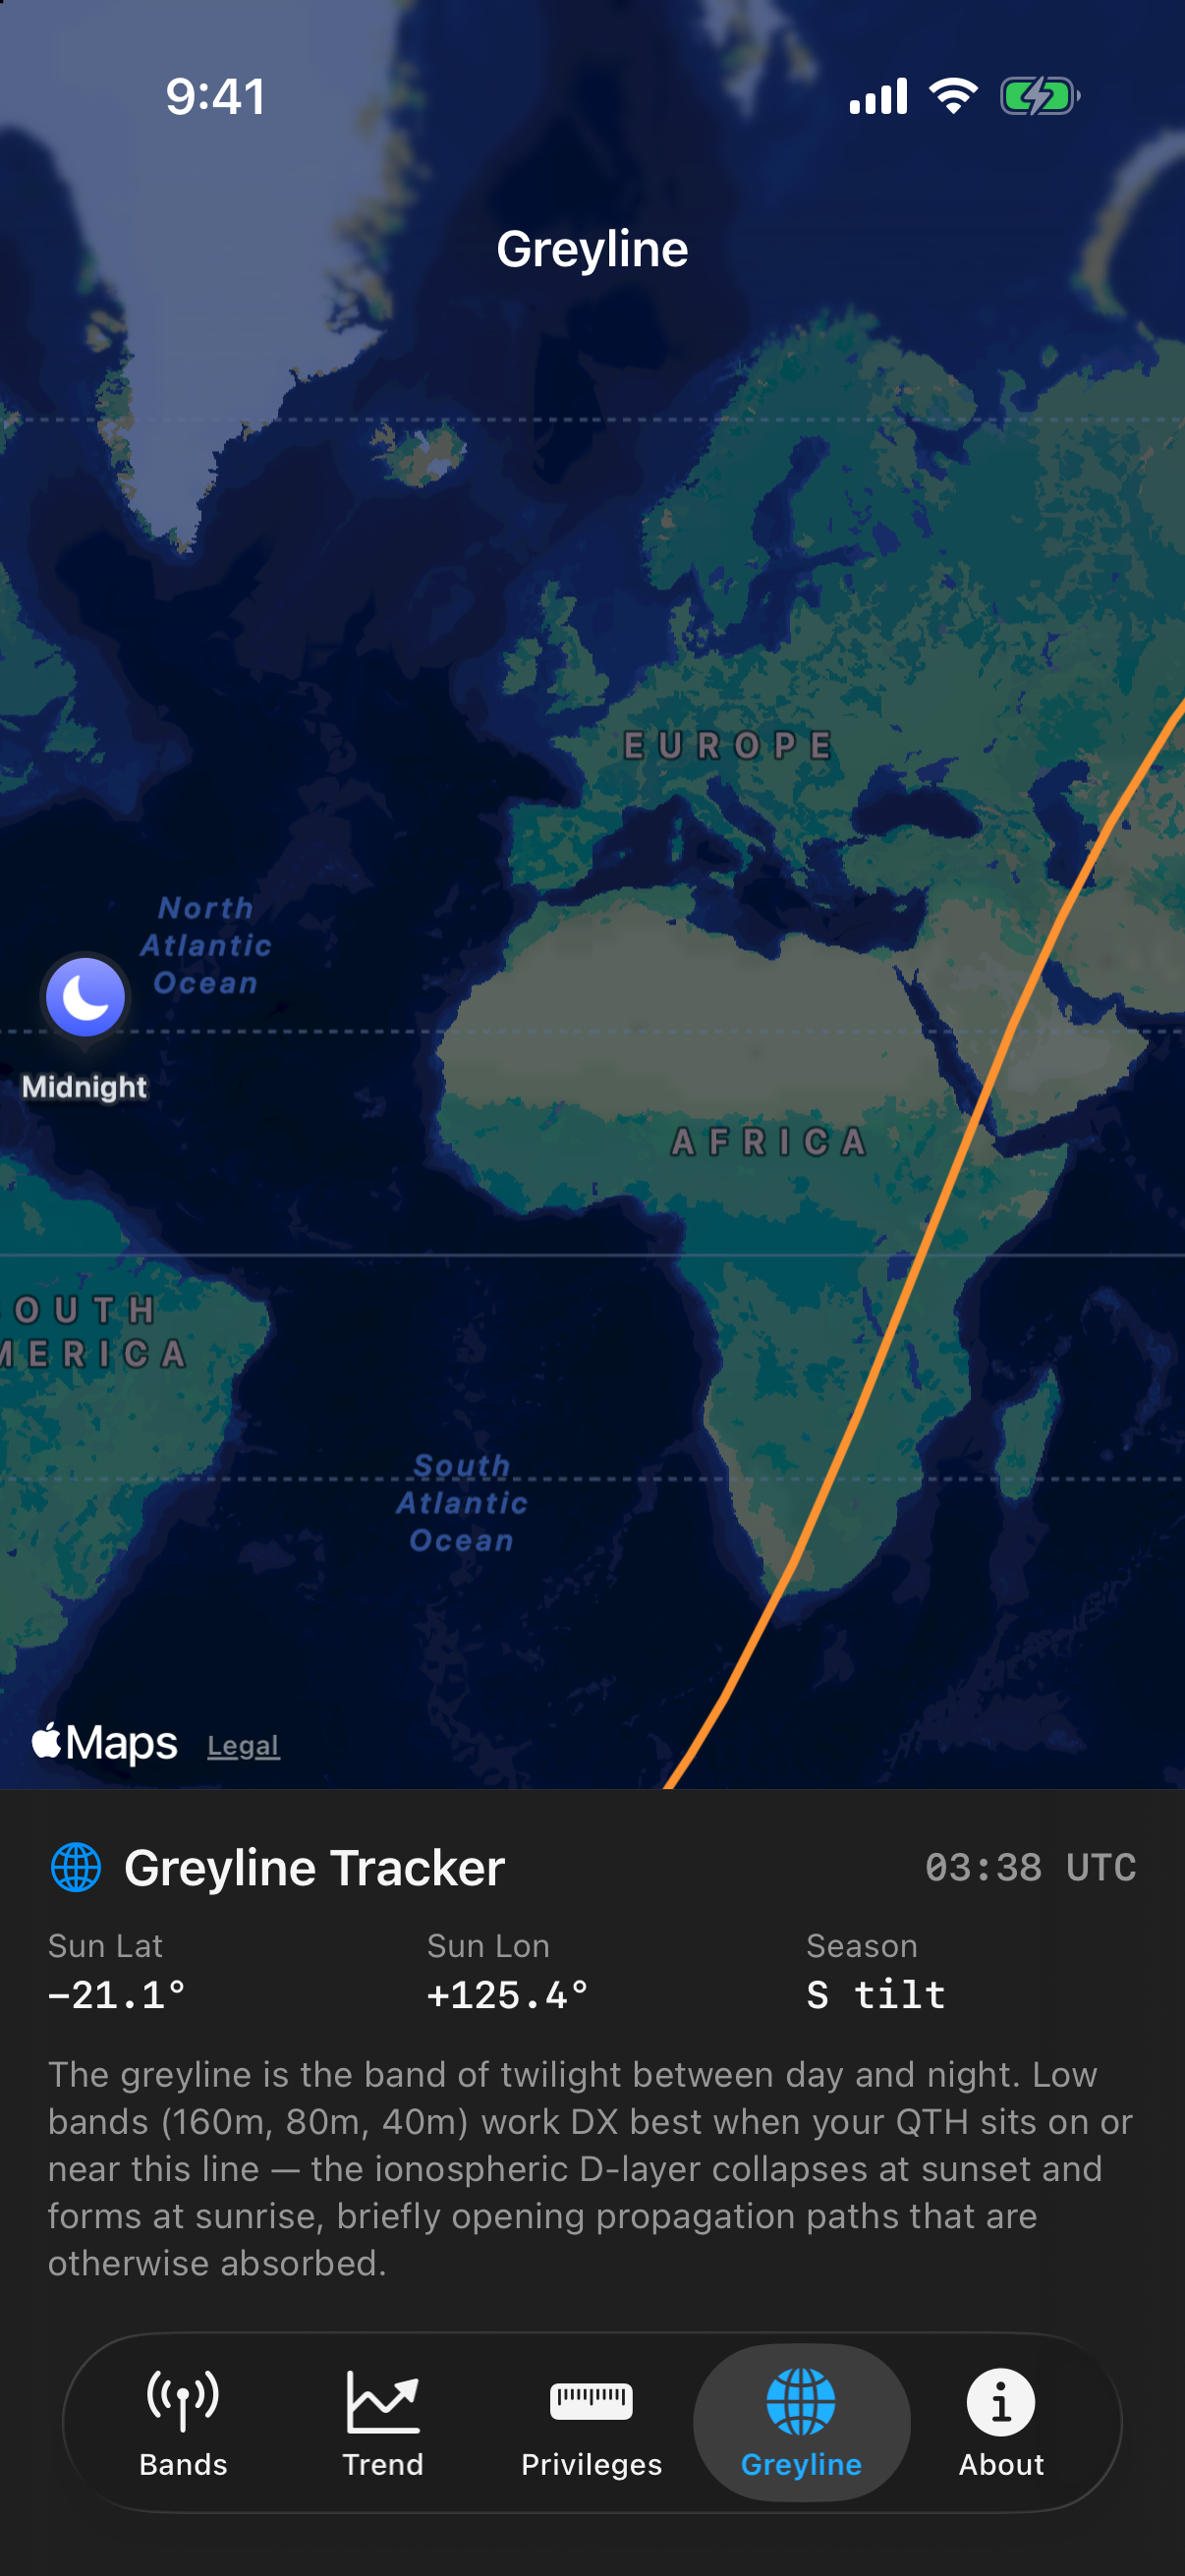 9:41
Greyline
EUROPE
North
Atlantic
Ocean
Midnight
AFRICA
OUTH
MERICA
South
Atlantic
Ocean
Maps Legal
Greyline Tracker 03:38 UTC
Sun Lat Sun Lon Season
−21.1° +125.4° S tilt
The greyline is the band of twilight between day and night. Low
bands (160m, 80m, 40m) work DX best when your QTH sits on or
near this line — the ionospheric D-layer collapses at sunset and
forms at sunrise, briefly opening propagation paths that are
otherwise absorbed.
Bands Trend Privileges Greyline About